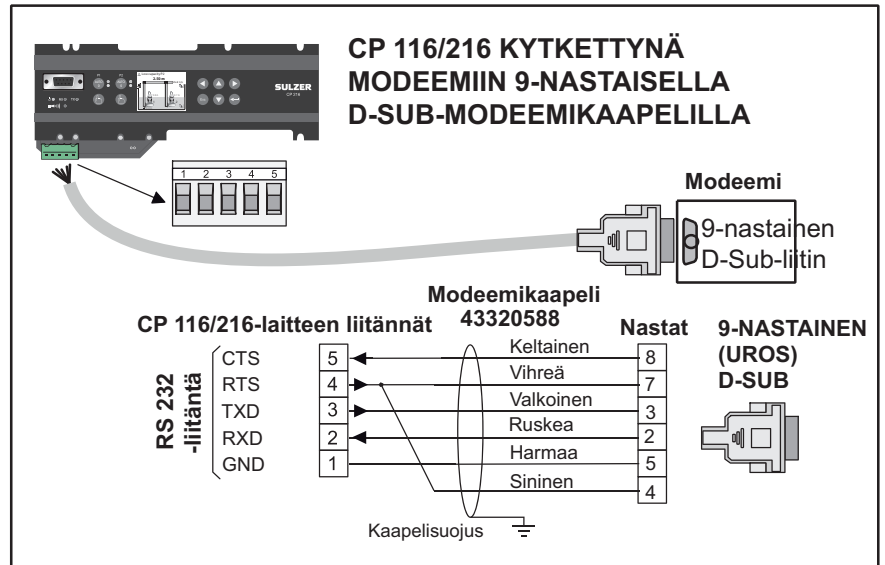 CP 116/216 KYTKETTYNÄ
MODEEMIIN 9-NASTAISELLA
D-SUB-MODEEMIKAAPELILLA
SULZER
CP 216
1 2 3 4 5
Modeemi
9-nastainen
D-Sub-liitin
Modeemikaapeli
43320588
CP 116/216-laitteen liitännät
Nastat
9-NASTAINEN
(UROS)
D-SUB
RS 232
-liitäntä
CTS 5 Keltainen 8
RTS 4 Vihreä 7
TXD 3 Valkoinen 3
RXD 2 Ruskea 2
GND 1 Harmaa 5
Sininen 4
Kaapelisuojus